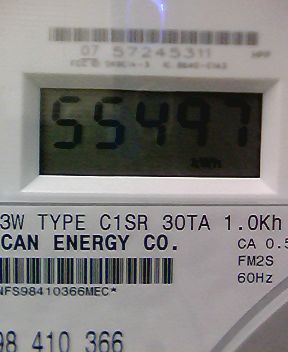 07 57245311
55497
kWh
3W TYPE C1SR 30TA 1.0Kh
CAN ENERGY CO.
CA 0.5
FM2S
60Hz
NFS98410366MEC*
98 410 366